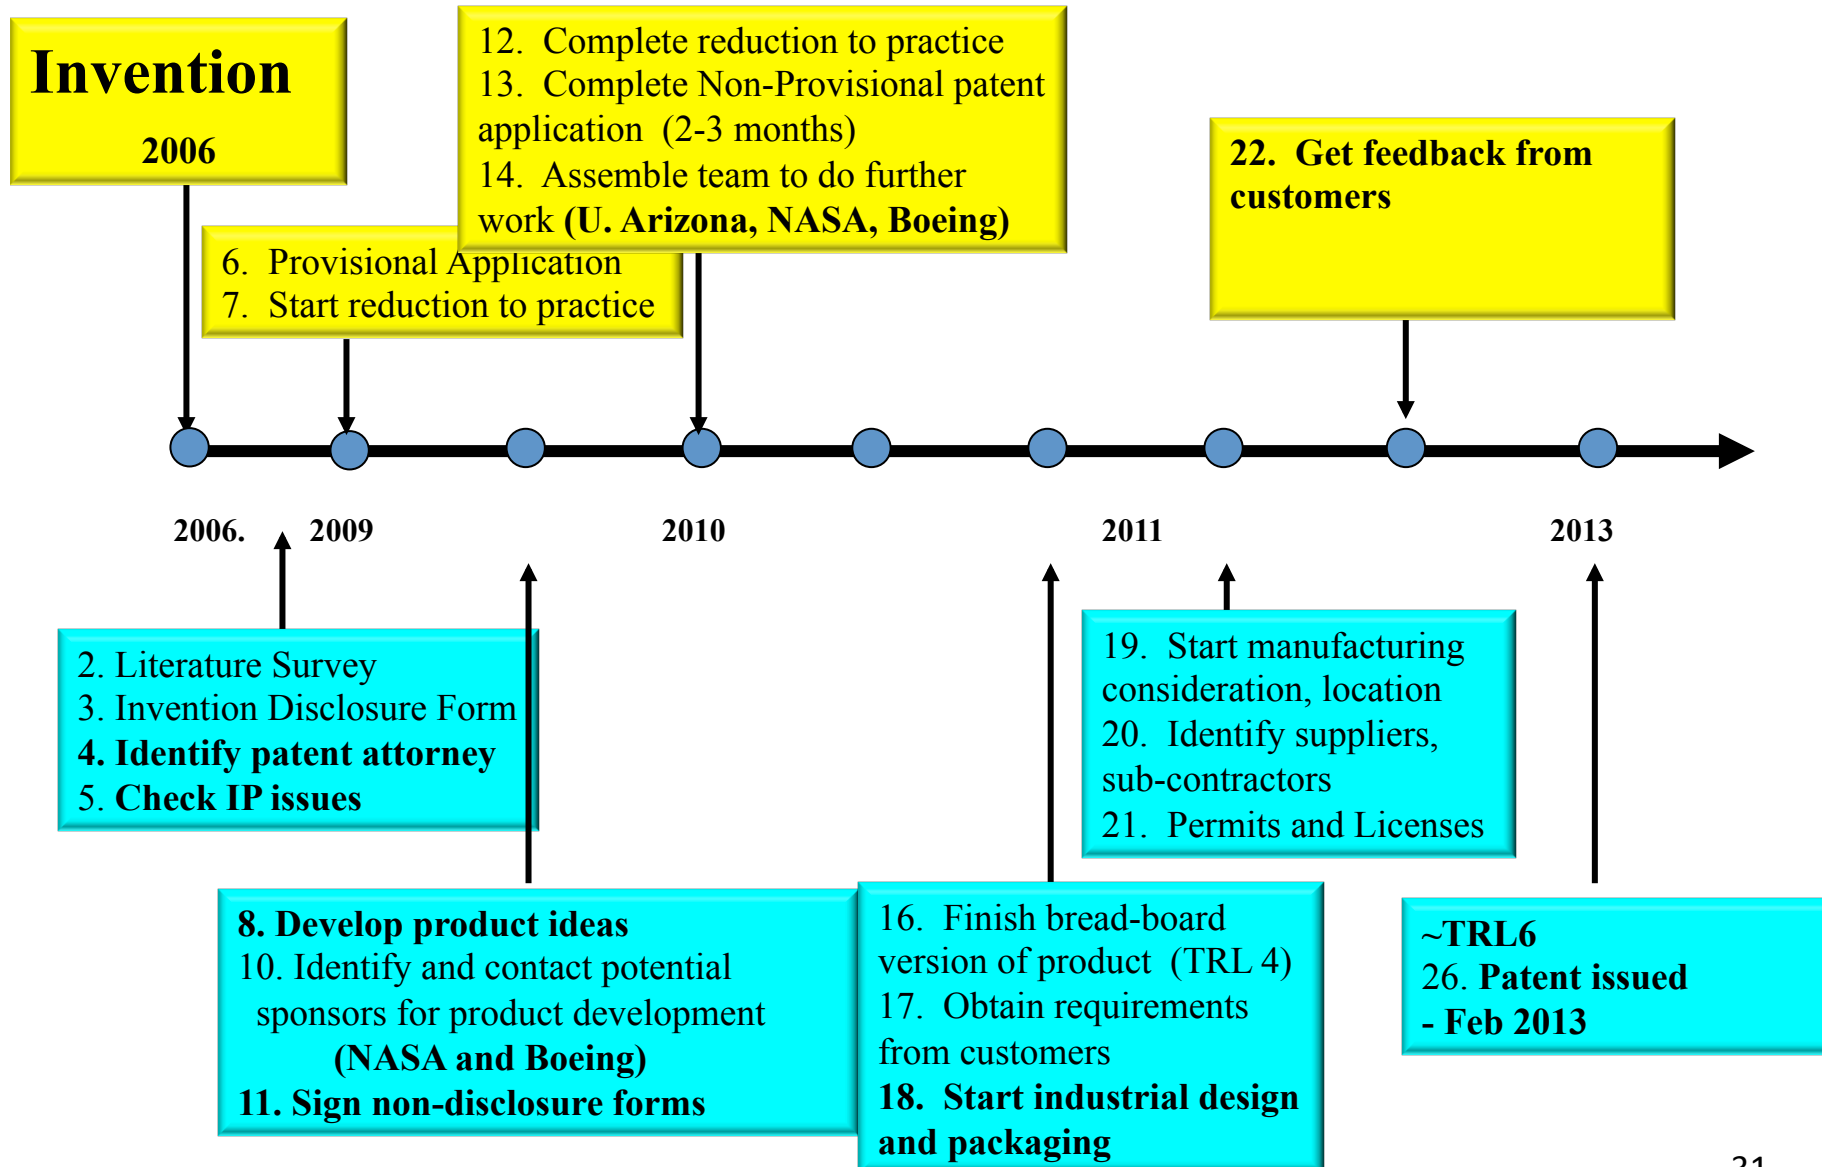 Invention
2006
12.  Complete reduction to practice
13.  Complete Non-Provisional patent
application  (2-3 months)
14.  Assemble team to do further
work (U. Arizona, NASA, Boeing)
22.  Get feedback from
customers
6.  Provisional Application
7.  Start reduction to practice
2006.
2009
2010
2011
2013
2. Literature Survey
3. Invention Disclosure Form
4. Identify patent attorney
5. Check IP issues
19.  Start manufacturing
consideration, location
20.  Identify suppliers,
sub-contractors
21.  Permits and Licenses
8. Develop product ideas
10. Identify and contact potential
sponsors for product development
(NASA and Boeing)
11. Sign non-disclosure forms
16.  Finish bread-board
version of product  (TRL 4)
17.  Obtain requirements
from customers
18.  Start industrial design
and packaging
~TRL6
26. Patent issued
- Feb 2013